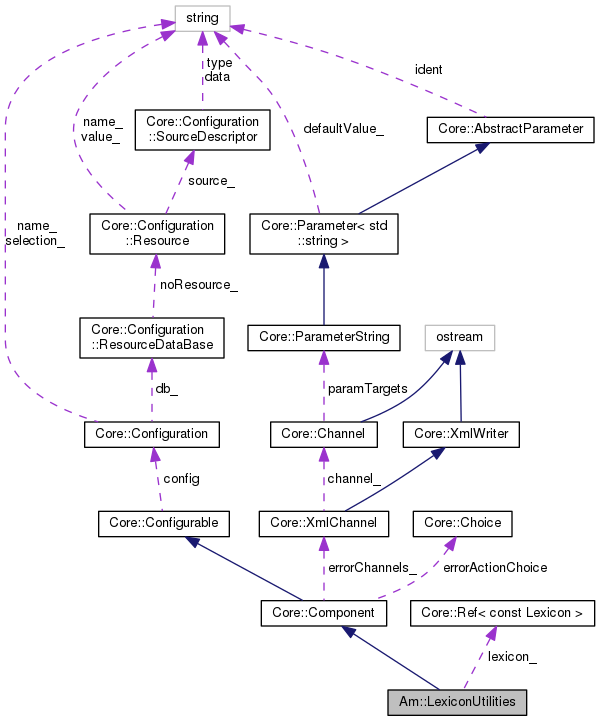 string
type
data
ident
name_
value_
Core::Configuration
::SourceDescriptor
defaultValue_
Core::AbstractParameter
source_
name_
selection_
Core::Configuration
::Resource
Core::Parameter< std
::string >
noResource_
Core::Configuration
::ResourceDataBase
Core::ParameterString
ostream
db_
paramTargets
Core::Configuration
Core::Channel
Core::XmlWriter
config
channel_
Core::Configurable
Core::XmlChannel
Core::Choice
errorChannels_
errorActionChoice
Core::Component
Core::Ref< const Lexicon >
lexicon_
Am::LexiconUtilities